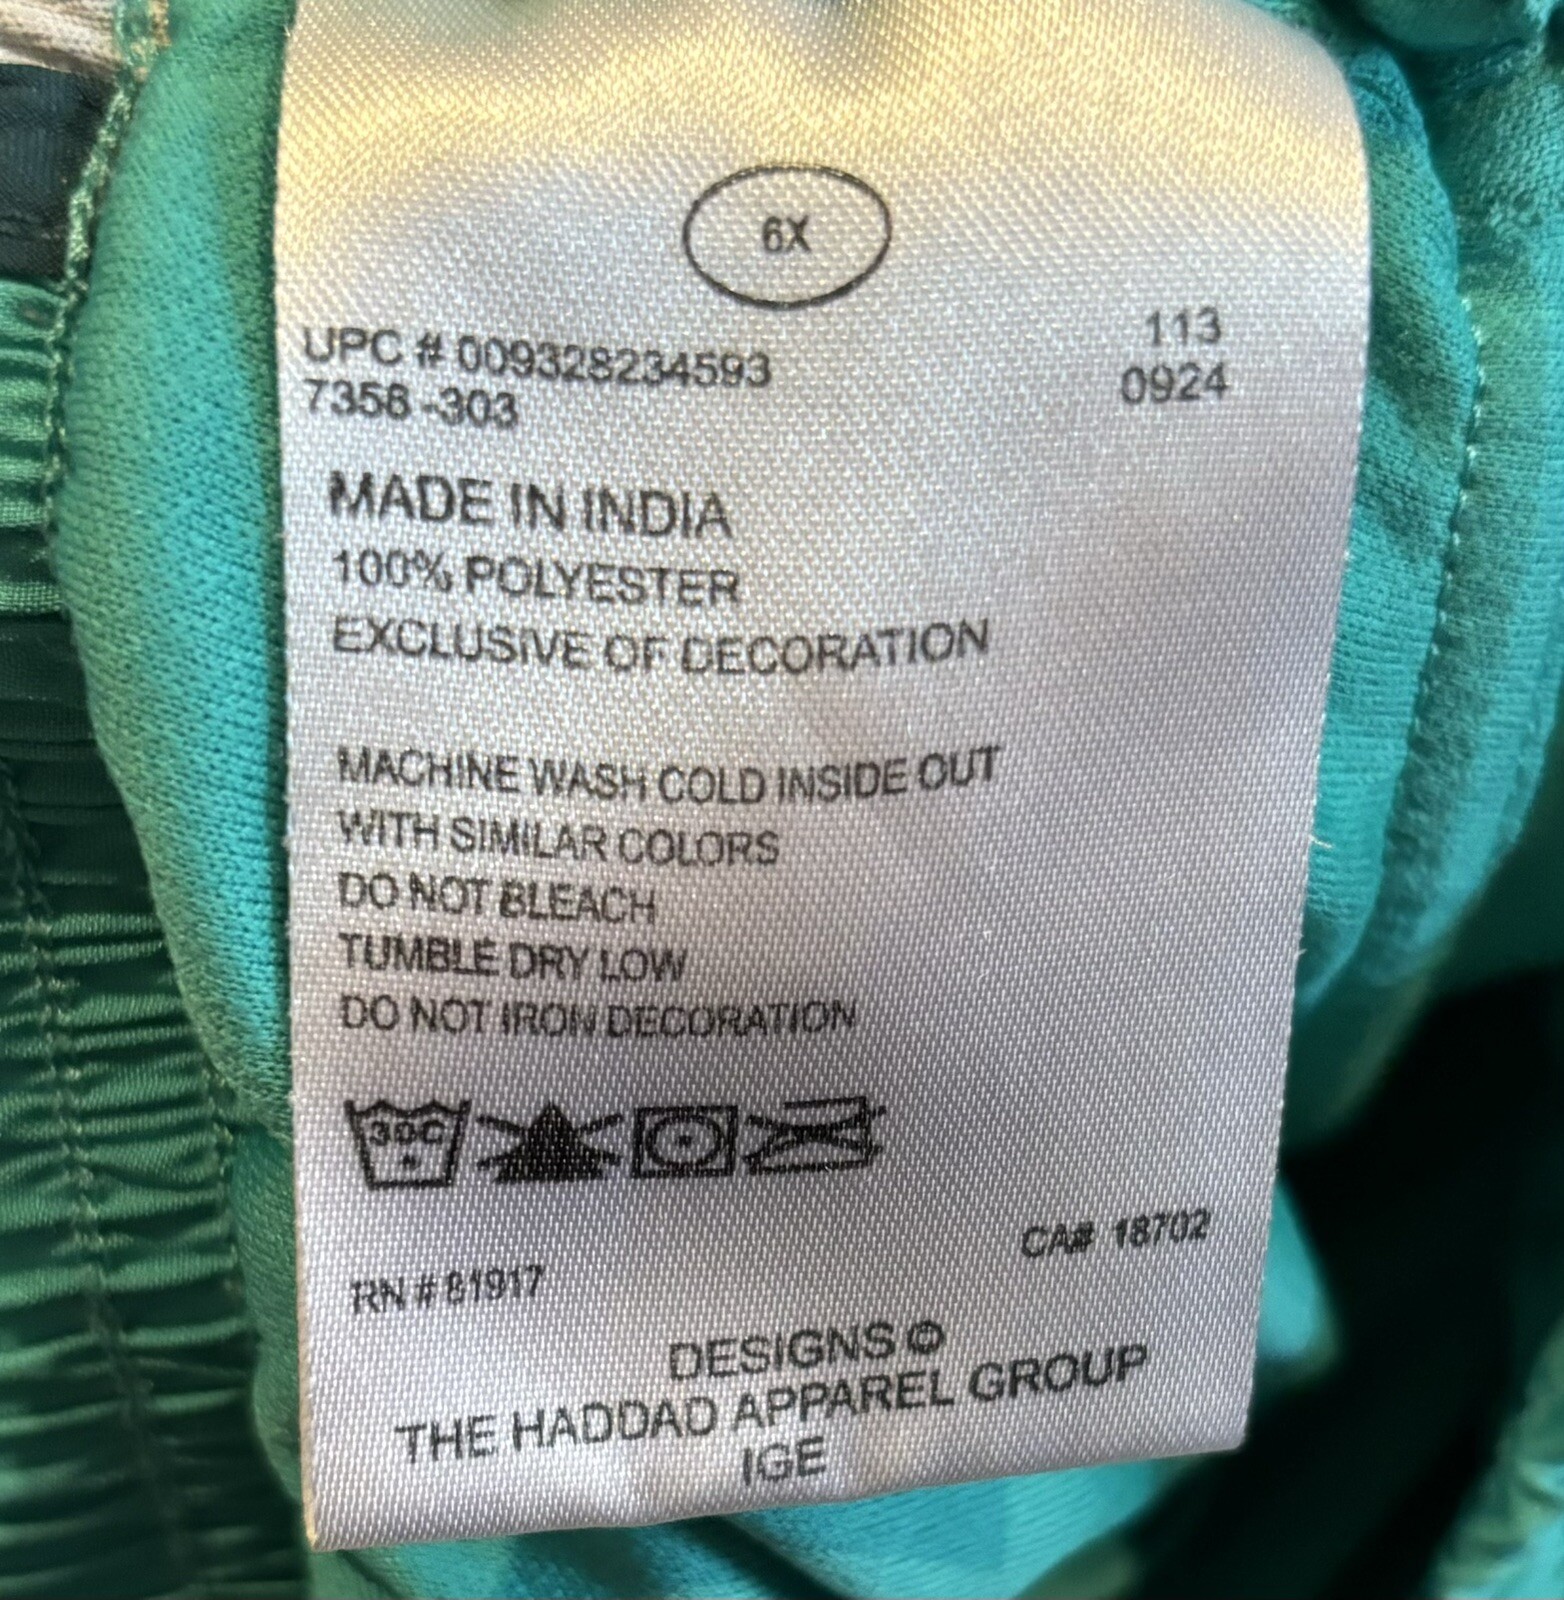 6X
113
UPC # 009328234593
0924
7358-303
MADE IN INDIA
100% POLYESTER
EXCLUSIVE OF DECORATION
MACHINE WASH COLD INSIDE OUT
WITH SIMILAR COLORS
DO NOT BLEACH
TUMBLE DRY LOW
DO NOT IRON DECORATION
30C
CA# 18702
RN # 81917
DESIGNS ©
THE HADDAD APPAREL GROUP
IGE